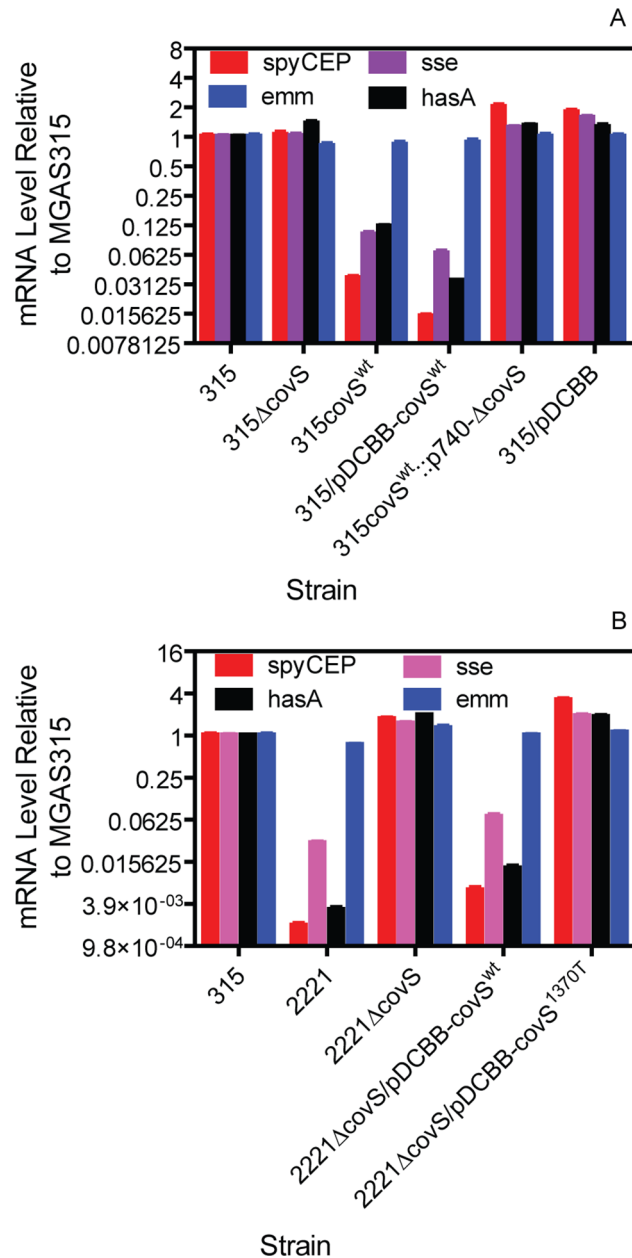 A
8
4
2
1
0.5
0.25
0.125
0.0625
0.03125
0.015625
0.0078125
mRNA Level Relative
to MGAS315
spyCEP
sse
emm
hasA
315
315ΔcovS
315covS^wt
315/pDCBB-covS^wt
315covS^wt::p740-ΔcovS
315/pDCBB
Strain
B
16
4
1
0.25
0.0625
0.015625
3.9×10^-03
9.8×10^-04
mRNA Level Relative
to MGAS315
spyCEP
sse
hasA
emm
315
2221
2221ΔcovS
2221ΔcovS/pDCBB-covS^wt
2221ΔcovS/pDCBB-covS^1370T
Strain